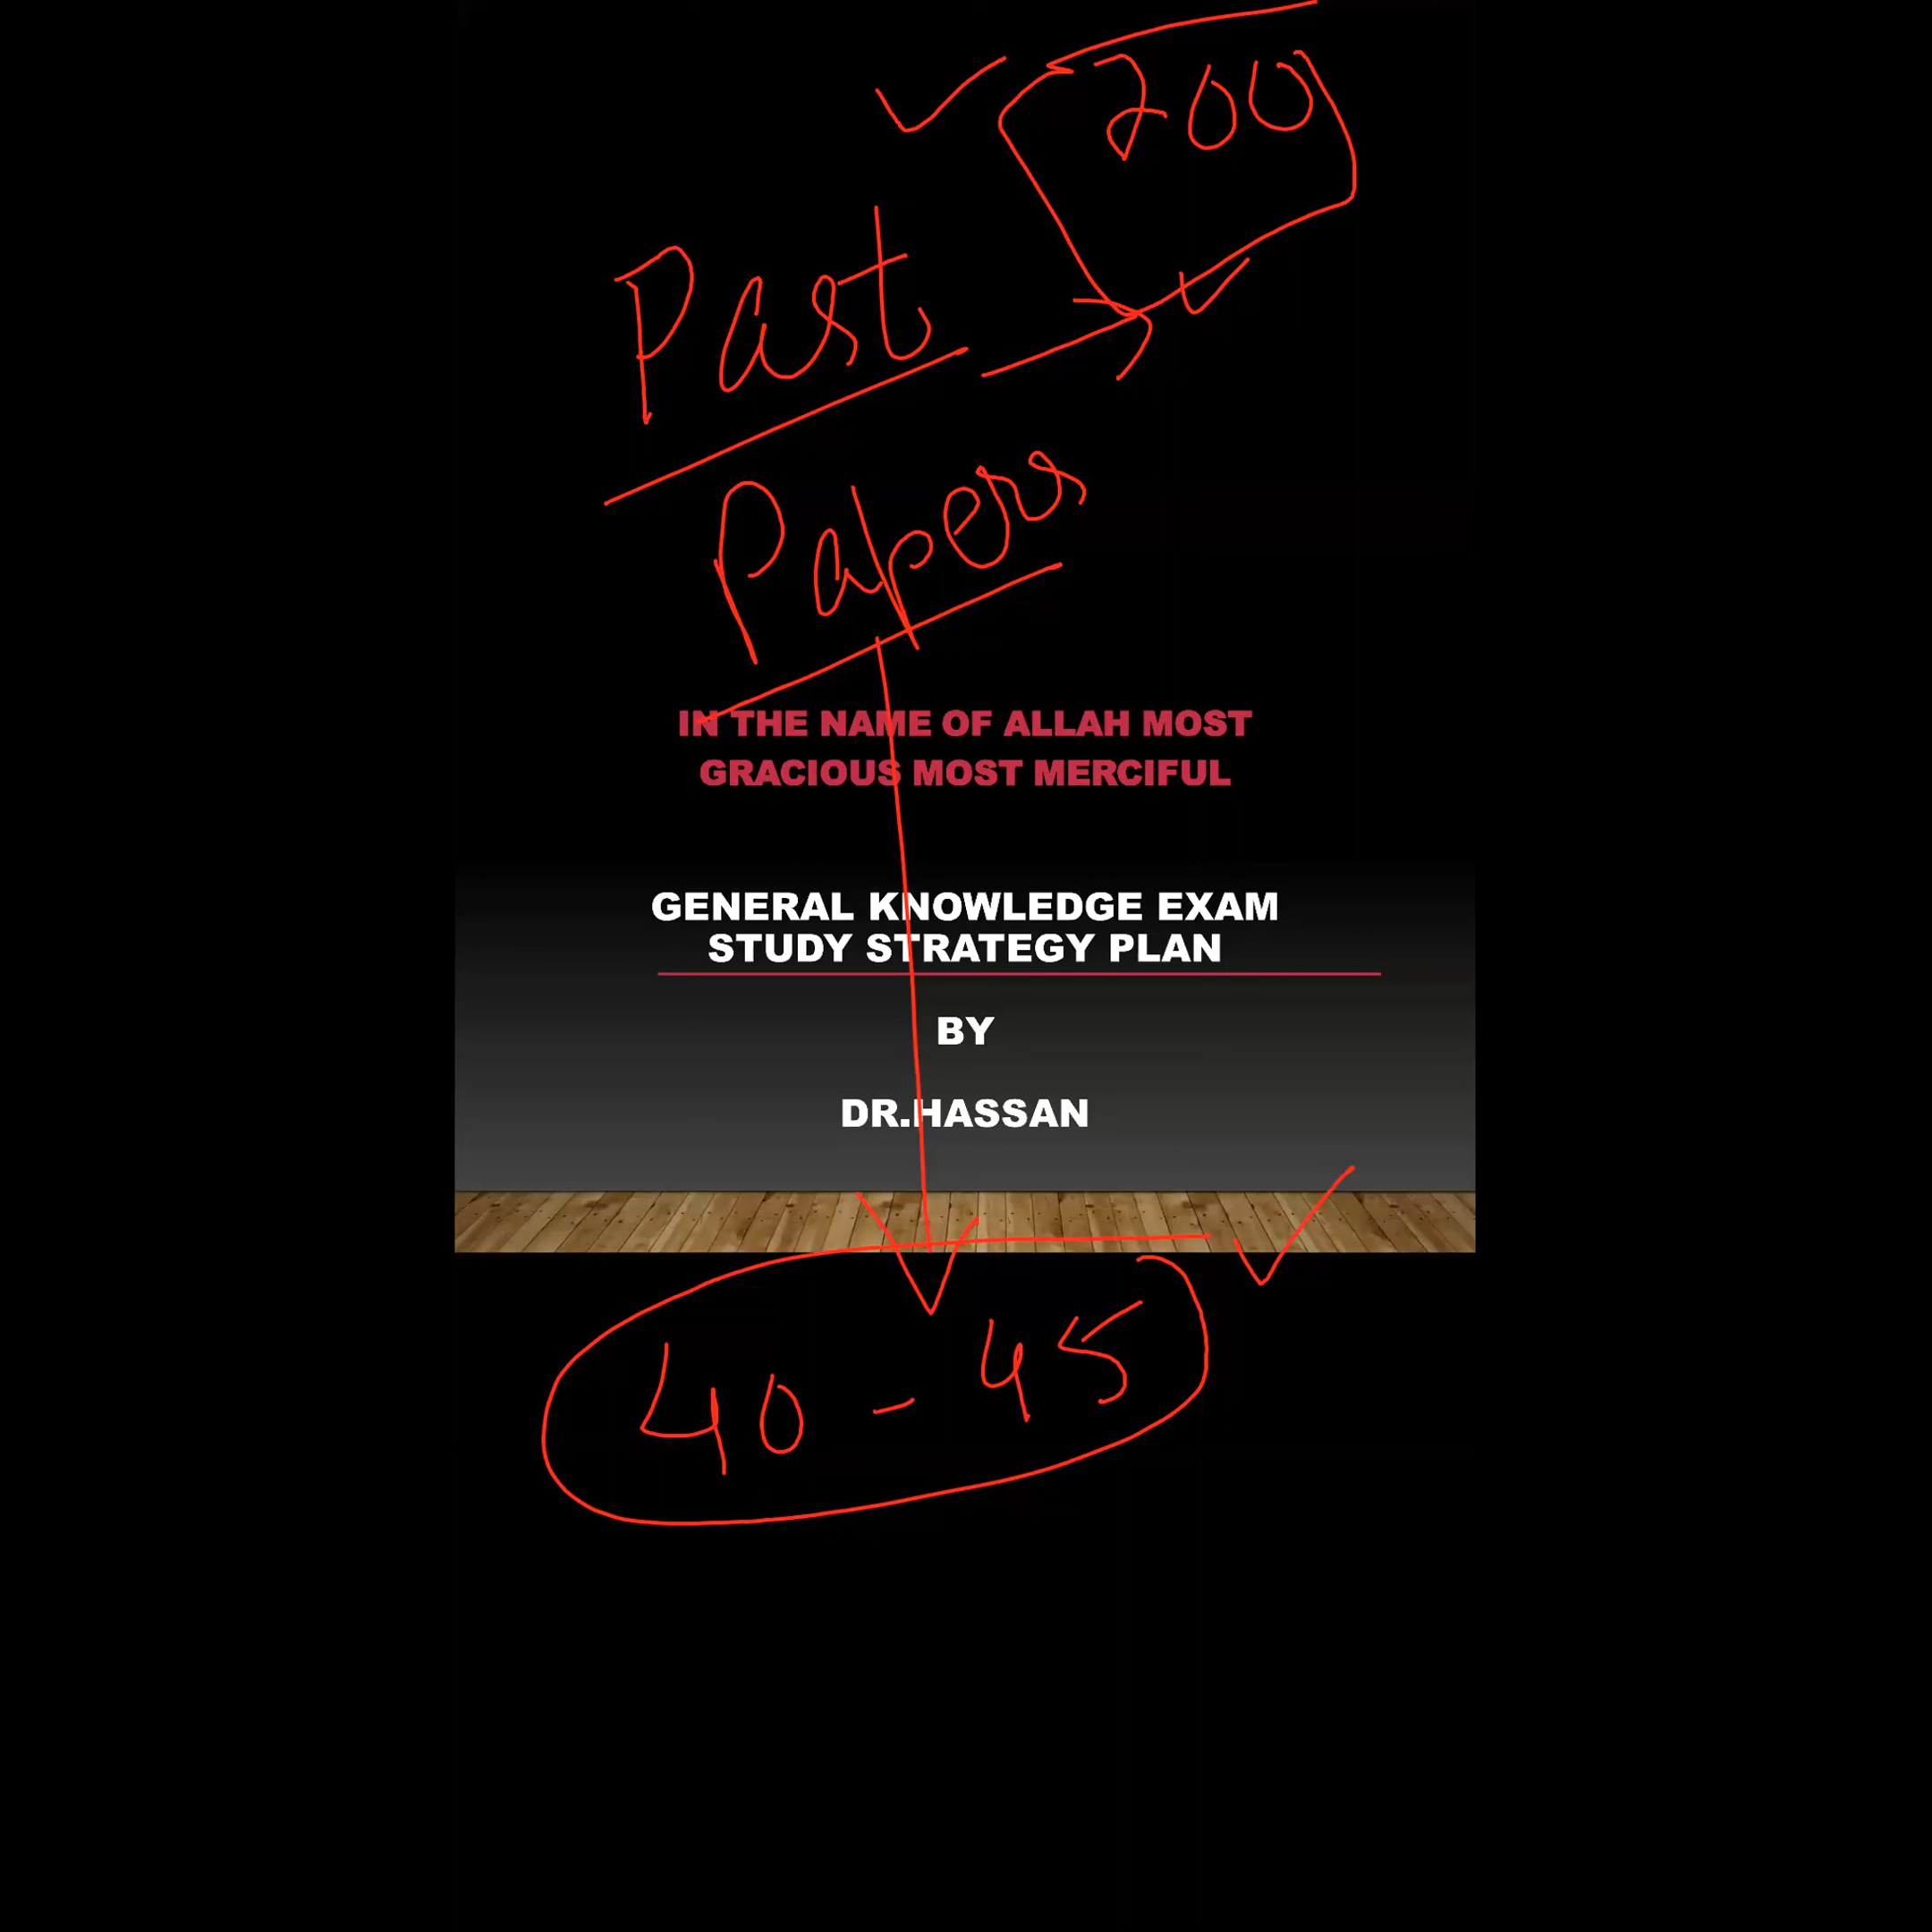 200
Past
Papers
IN THE NAME OF ALLAH MOST
GRACIOUS MOST MERCIFUL
GENERAL KNOWLEDGE EXAM
STUDY STRATEGY PLAN
BY
DR.HASSAN
40 - 45